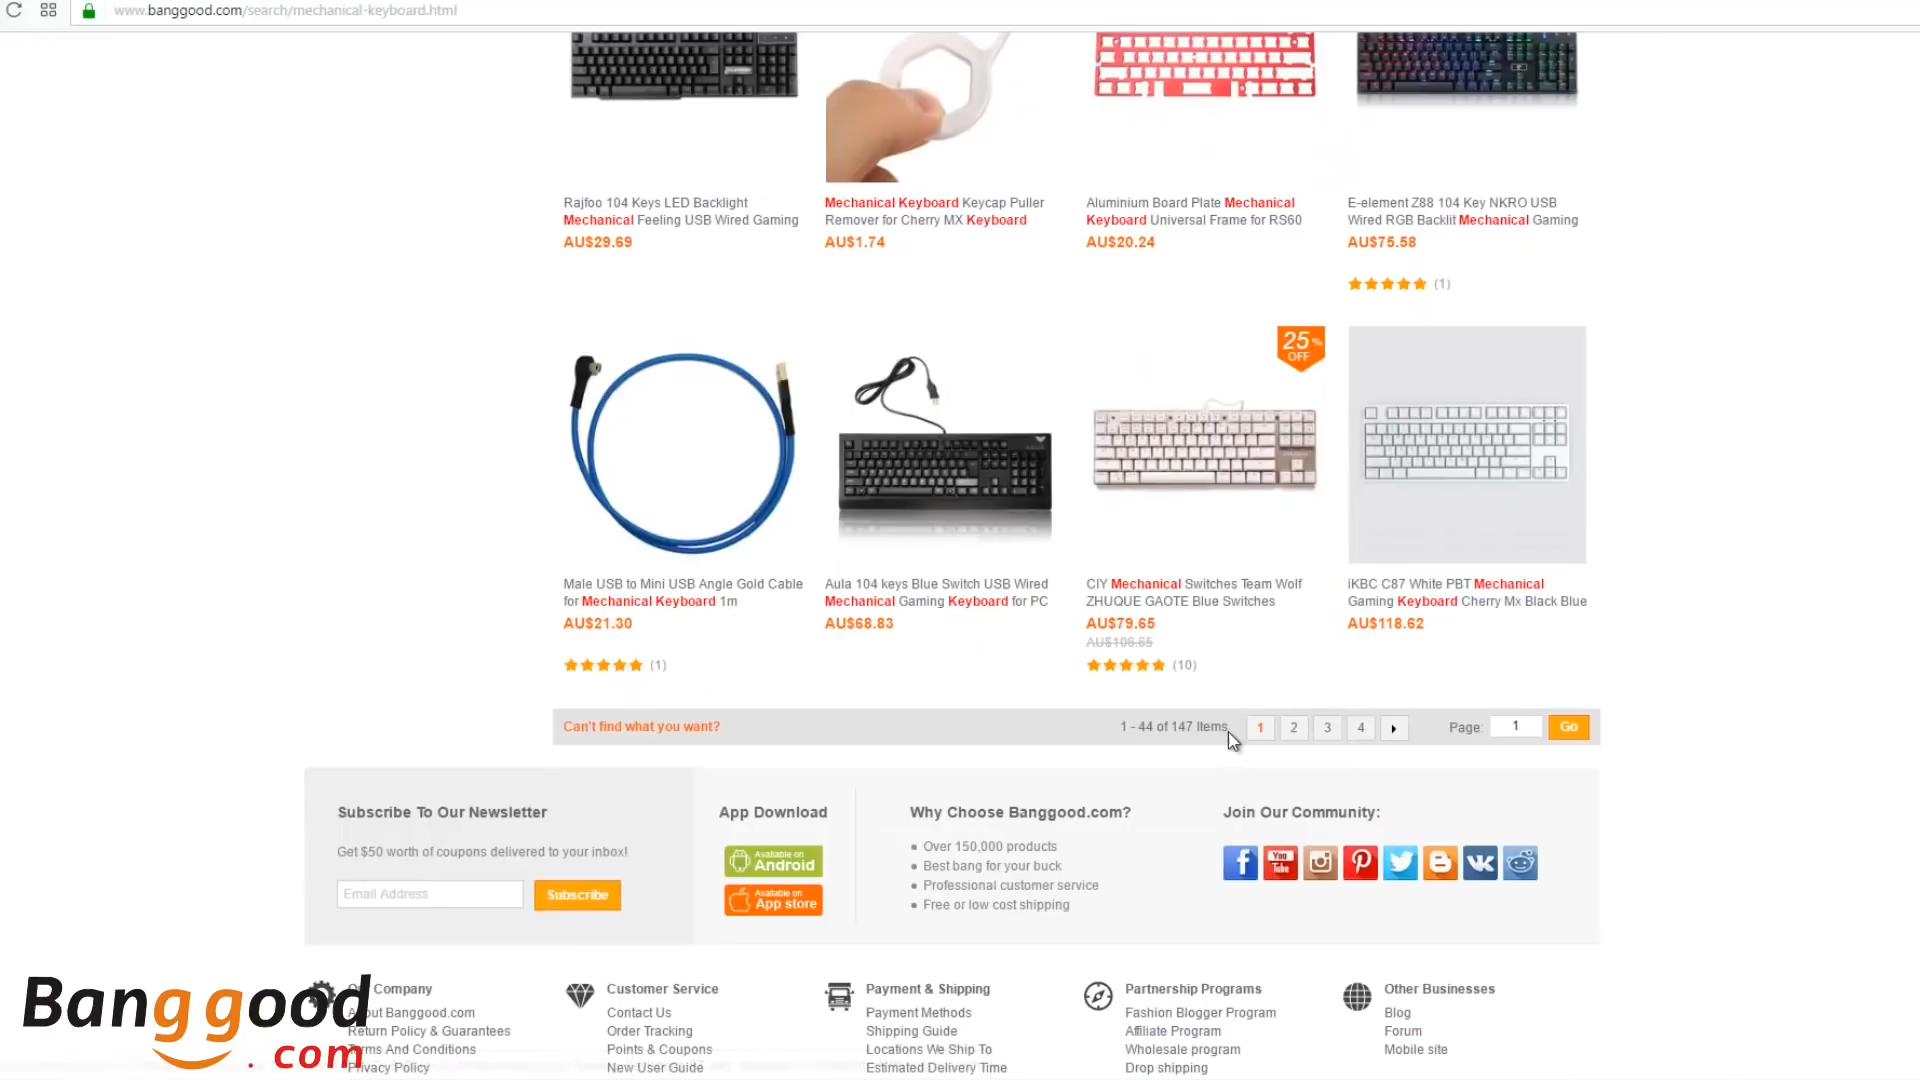 www.banggood.com/search/mechanical-keyboard.html
Rajfoo 104 Keys LED Backlight
Mechanical Feeling USB Wired Gaming
AU$29.69
Mechanical Keyboard Keycap Puller
Remover for Cherry MX Keyboard
AU$1.74
Aluminium Board Plate Mechanical
Keyboard Universal Frame for RS60
AU$20.24
E-element Z88 104 Key NKRO USB
Wired RGB Backlit Mechanical Gaming
AU$75.58
(1)
25%
OFF
Male USB to Mini USB Angle Gold Cable
for Mechanical Keyboard 1m
AU$21.30
(1)
Aula 104 keys Blue Switch USB Wired
Mechanical Gaming Keyboard for PC
AU$68.83
CIY Mechanical Switches Team Wolf
ZHUQUE GAOTE Blue Switches
AU$79.65
AU$106.65
(10)
iKBC C87 White PBT Mechanical
Gaming Keyboard Cherry Mx Black Blue
AU$118.62
Can't find what you want?
1 - 44 of 147 Items
1 2 3 4
Page: 1 Go
Subscribe To Our Newsletter
Get $50 worth of coupons delivered to your inbox!
Email Address
Subscribe
App Download
Available on
Android
Available on
App store
Why Choose Banggood.com?
Over 150,000 products
Best bang for your buck
Professional customer service
Free or low cost shipping
Join Our Community:
You
Tube
Company
About Banggood.com
Return Policy & Guarantees
Terms And Conditions
Privacy Policy
Customer Service
Contact Us
Order Tracking
Points & Coupons
New User Guide
Payment & Shipping
Payment Methods
Shipping Guide
Locations We Ship To
Estimated Delivery Time
Partnership Programs
Fashion Blogger Program
Affiliate Program
Wholesale program
Drop shipping
Other Businesses
Blog
Forum
Mobile site
Banggood
.com